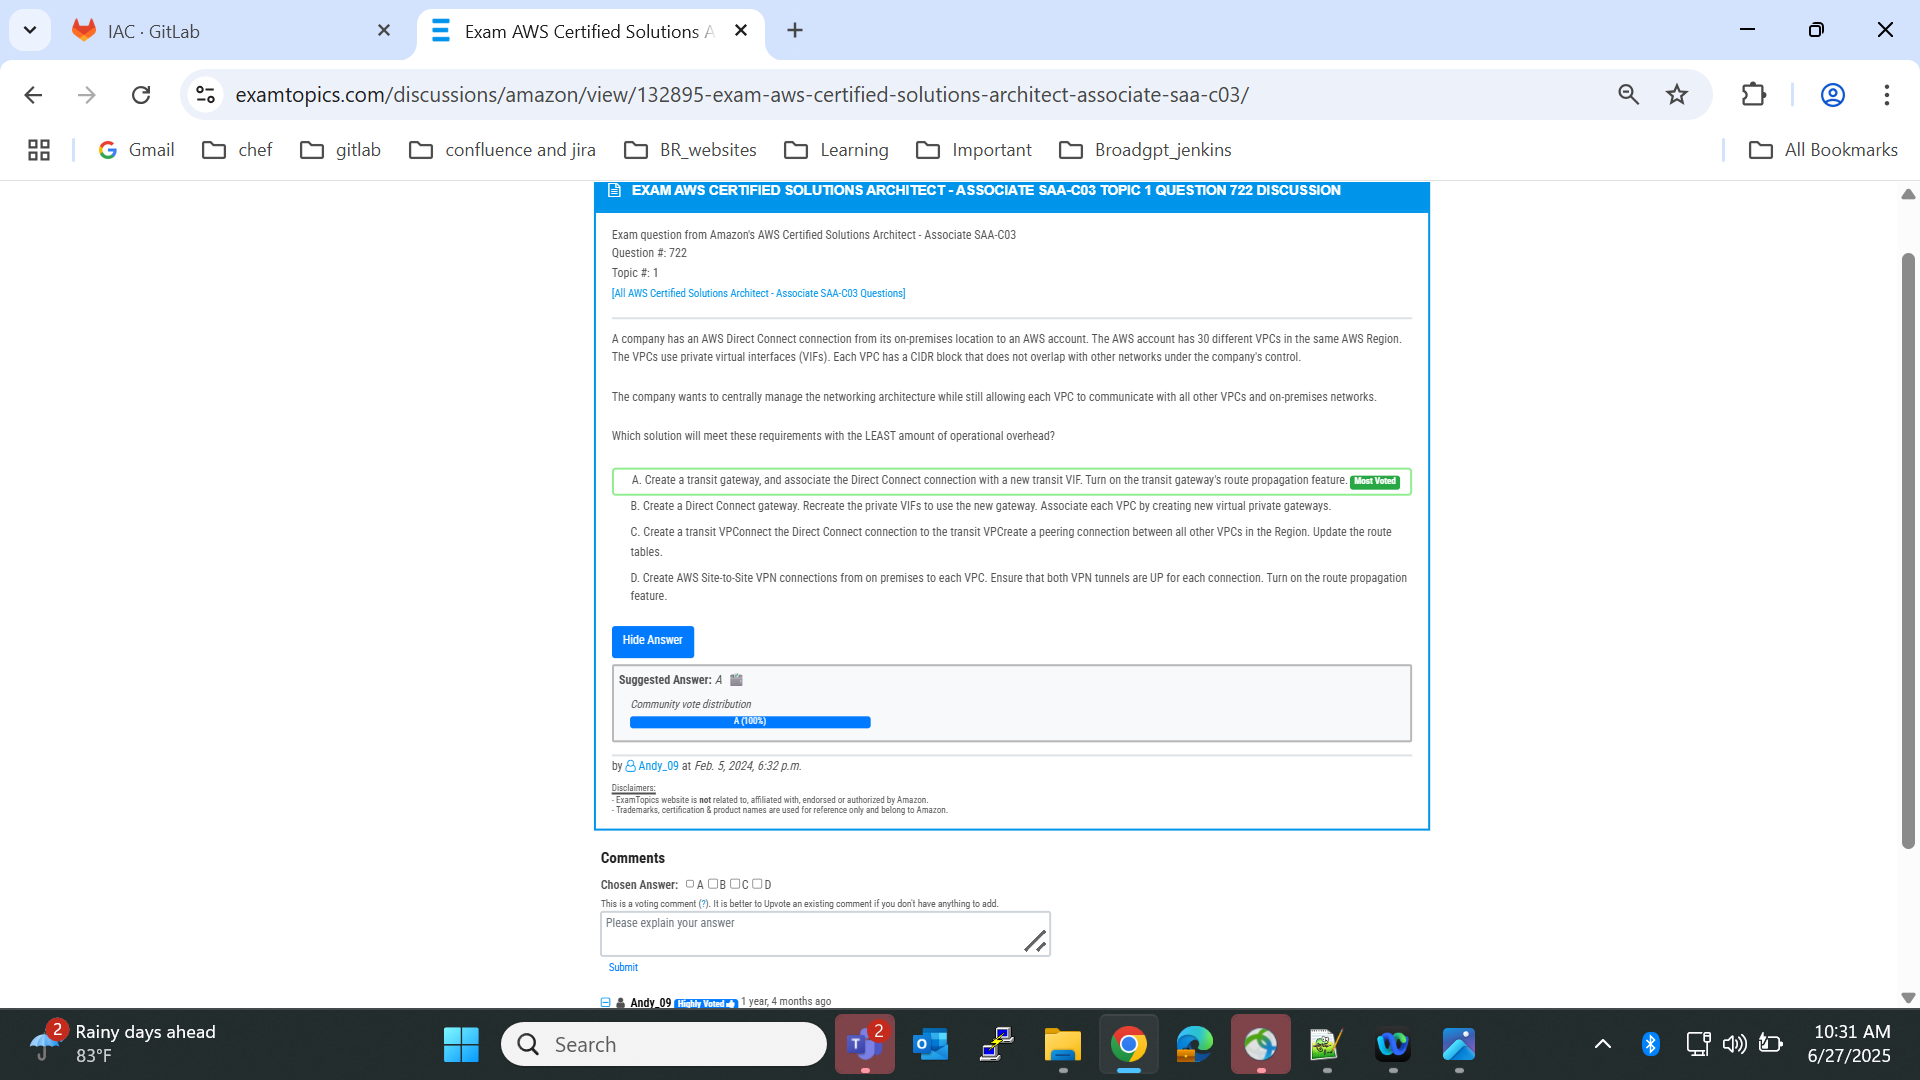 IAC · GitLab
Exam AWS Certified Solutions A
examtopics.com/discussions/amazon/view/132895-exam-aws-certified-solutions-architect-associate-saa-c03/
Gmail
chef
gitlab
confluence and jira
BR_websites
Learning
Important
Broadgpt_jenkins
All Bookmarks
EXAM AWS CERTIFIED SOLUTIONS ARCHITECT - ASSOCIATE SAA-C03 TOPIC 1 QUESTION 722 DISCUSSION
Exam question from Amazon's AWS Certified Solutions Architect - Associate SAA-C03
Question #: 722
Topic #: 1
[All AWS Certified Solutions Architect - Associate SAA-C03 Questions]
A company has an AWS Direct Connect connection from its on-premises location to an AWS account. The AWS account has 30 different VPCs in the same AWS Region.
The VPCs use private virtual interfaces (VIFs). Each VPC has a CIDR block that does not overlap with other networks under the company's control.
The company wants to centrally manage the networking architecture while still allowing each VPC to communicate with all other VPCs and on-premises networks.
Which solution will meet these requirements with the LEAST amount of operational overhead?
A. Create a transit gateway, and associate the Direct Connect connection with a new transit VIF. Turn on the transit gateway's route propagation feature. Most Voted
B. Create a Direct Connect gateway. Recreate the private VIFs to use the new gateway. Associate each VPC by creating new virtual private gateways.
C. Create a transit VPConnect the Direct Connect connection to the transit VPCreate a peering connection between all other VPCs in the Region. Update the route
tables.
D. Create AWS Site-to-Site VPN connections from on premises to each VPC. Ensure that both VPN tunnels are UP for each connection. Turn on the route propagation
feature.
Hide Answer
Suggested Answer: A
Community vote distribution
A (100%)
by Andy_09 at Feb. 5, 2024, 6:32 p.m.
Disclaimers:
- ExamTopics website is not related to, affiliated with, endorsed or authorized by Amazon.
- Trademarks, certification & product names are used for reference only and belong to Amazon.
Comments
Chosen Answer: A B C D
This is a voting comment (?). It is better to Upvote an existing comment if you don't have anything to add.
Please explain your answer
Submit
Andy_09 Highly Voted 1 year, 4 months ago
2
Rainy days ahead
83°F
Search
2
10:31 AM
6/27/2025